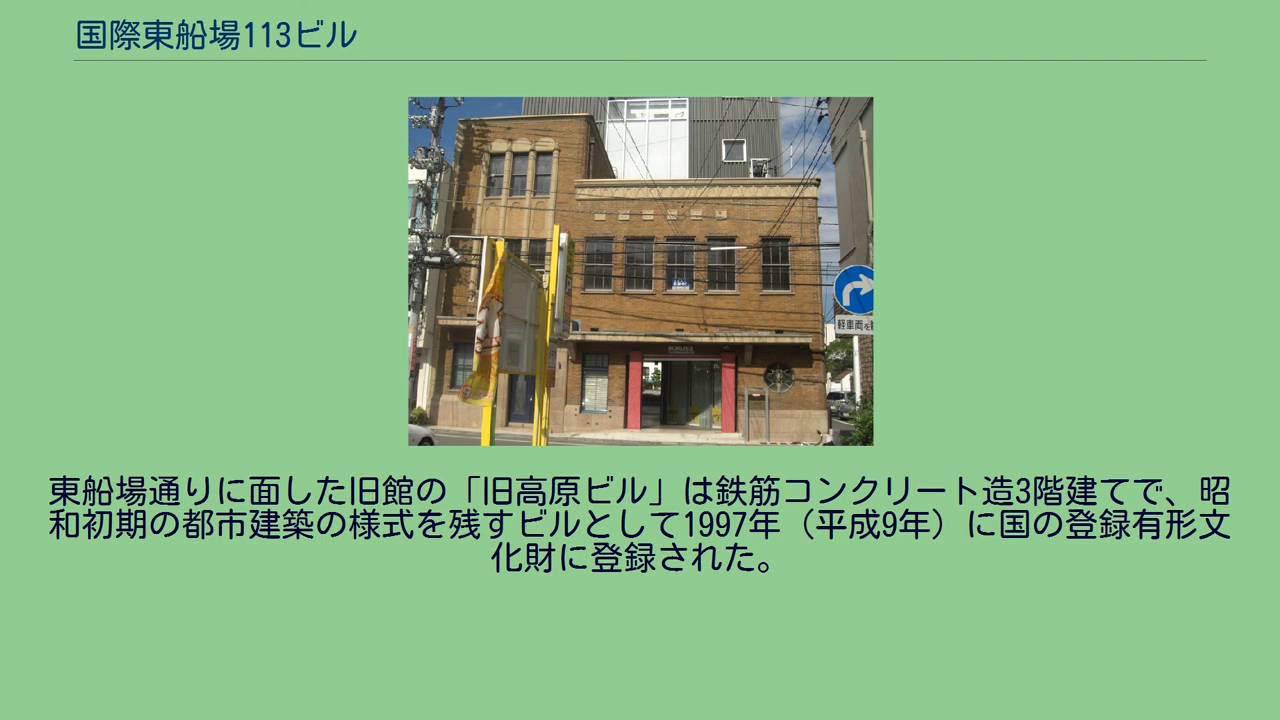 国際東船場113ビル
軽車両を
東船場通りに面した旧館の「旧高原ビル」は鉄筋コンクリート造3階建てで、昭
和初期の都市建築の様式を残すビルとして1997年（平成9年）に国の登録有形文
化財に登録された。